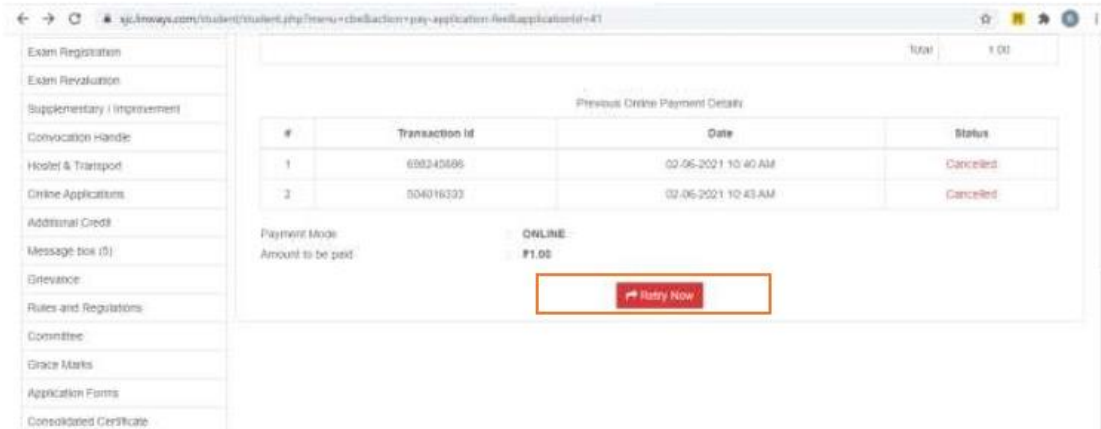 sjc.linways.com/student/student.php?menu=cbe&action=pay-application-fee&applicationId=41
Exam Registration
Total 1.00
Exam Revaluation
Supplementary / Improvement
Previous Online Payment Details
Convocation Handle
# Transaction Id Date Status
Hostel & Transport
1 02-06-2021 10:40 AM Cancelled
Online Applications
2 504016333 02-06-2021 10:43 AM Cancelled
Additional Credit
Payment Mode : ONLINE
Message box (5)
Amount to be paid : ₹1.00
Grievance
Retry Now
Rules and Regulations
Committee
Grace Marks
Application Forms
Consolidated Certificate